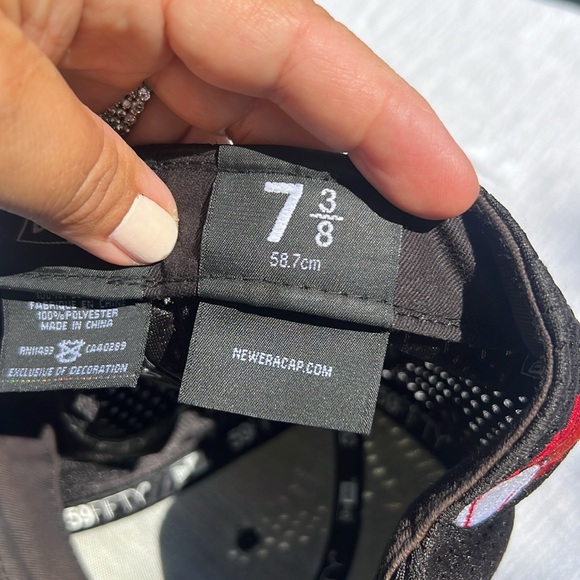 7 3/8
58.7cm
NEWERACAP.COM
FABRIQUÉ EN CHINE
100% POLYESTER
MADE IN CHINA
RN11493 CA40289
EXCLUSIVE OF DECORATION
59FIFTY